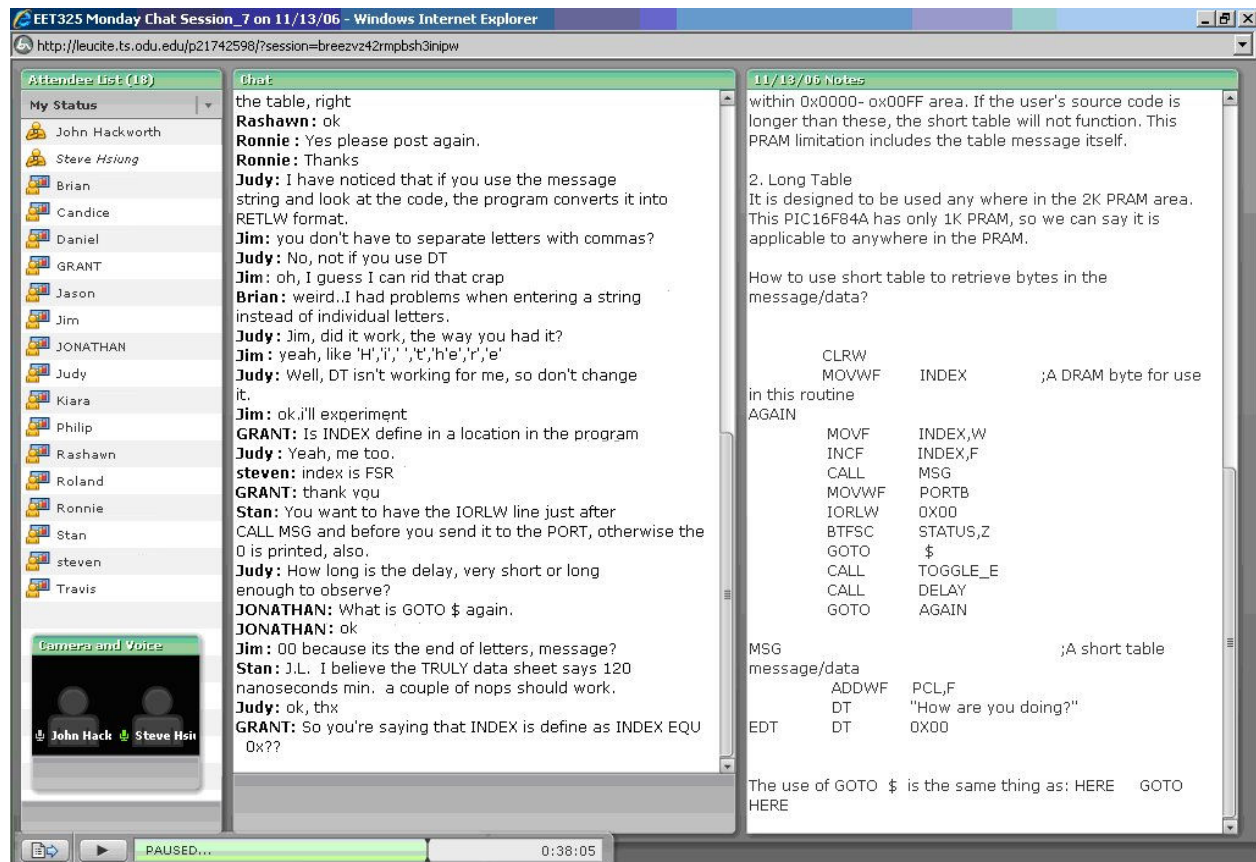 EET325 Monday Chat Session_7 on 11/13/06 - Windows Internet Explorer
http://leucite.ts.odu.edu/p21742598/?session=breezvz42rmpbsh3inipw
Attendee List (18)
My Status
John Hackworth
Steve Hsiung
Brian
Candice
Daniel
GRANT
Jason
Jim
JONATHAN
Judy
Kiara
Philip
Rashawn
Roland
Ronnie
Stan
steven
Travis
Camera and Voice
John Hack Steve Hsiu
Chat
the table, right
Rashawn: ok
Ronnie: Yes please post again.
Ronnie: Thanks
Judy: I have noticed that if you use the message
string and look at the code, the program converts it into
RETLW format.
Jim: you don't have to separate letters with commas?
Judy: No, not if you use DT
Jim: oh, I guess I can rid that crap
Brian: weird..I had problems when entering a string
instead of individual letters.
Judy: Jim, did it work, the way you had it?
Jim: yeah, like 'H','i',' ','t','h'e','r','e'
Judy: Well, DT isn't working for me, so don't change
it.
Jim: ok.i'll experiment
GRANT: Is INDEX define in a location in the program
Judy: Yeah, me too.
steven: index is FSR
GRANT: thank you
Stan: You want to have the IORLW line just after
CALL MSG and before you send it to the PORT, otherwise the
0 is printed, also.
Judy: How long is the delay, very short or long
enough to observe?
JONATHAN: What is GOTO $ again.
JONATHAN: ok
Jim: 00 because its the end of letters, message?
Stan: J.L. I believe the TRULY data sheet says 120
nanoseconds min. a couple of nops should work.
Judy: ok, thx
GRANT: So you're saying that INDEX is define as INDEX EQU
0x??
11/13/06 Notes
within 0x0000- ox00FF area. If the user's source code is
longer than these, the short table will not function. This
PRAM limitation includes the table message itself.
2. Long Table
It is designed to be used any where in the 2K PRAM area.
This PIC16F84A has only 1K PRAM, so we can say it is
applicable to anywhere in the PRAM.
How to use short table to retrieve bytes in the
message/data?
CLRW
MOVWF INDEX ;A DRAM byte for use
in this routine
AGAIN
MOVF INDEX,W
INCF INDEX,F
CALL MSG
MOVWF PORTB
IORLW 0X00
BTFSC STATUS,Z
GOTO $
CALL TOGGLE_E
CALL DELAY
GOTO AGAIN
MSG ;A short table
message/data
ADDWF PCL,F
DT "How are you doing?"
EDT DT 0X00
The use of GOTO $ is the same thing as: HERE GOTO
HERE
PAUSED...
0:38:05